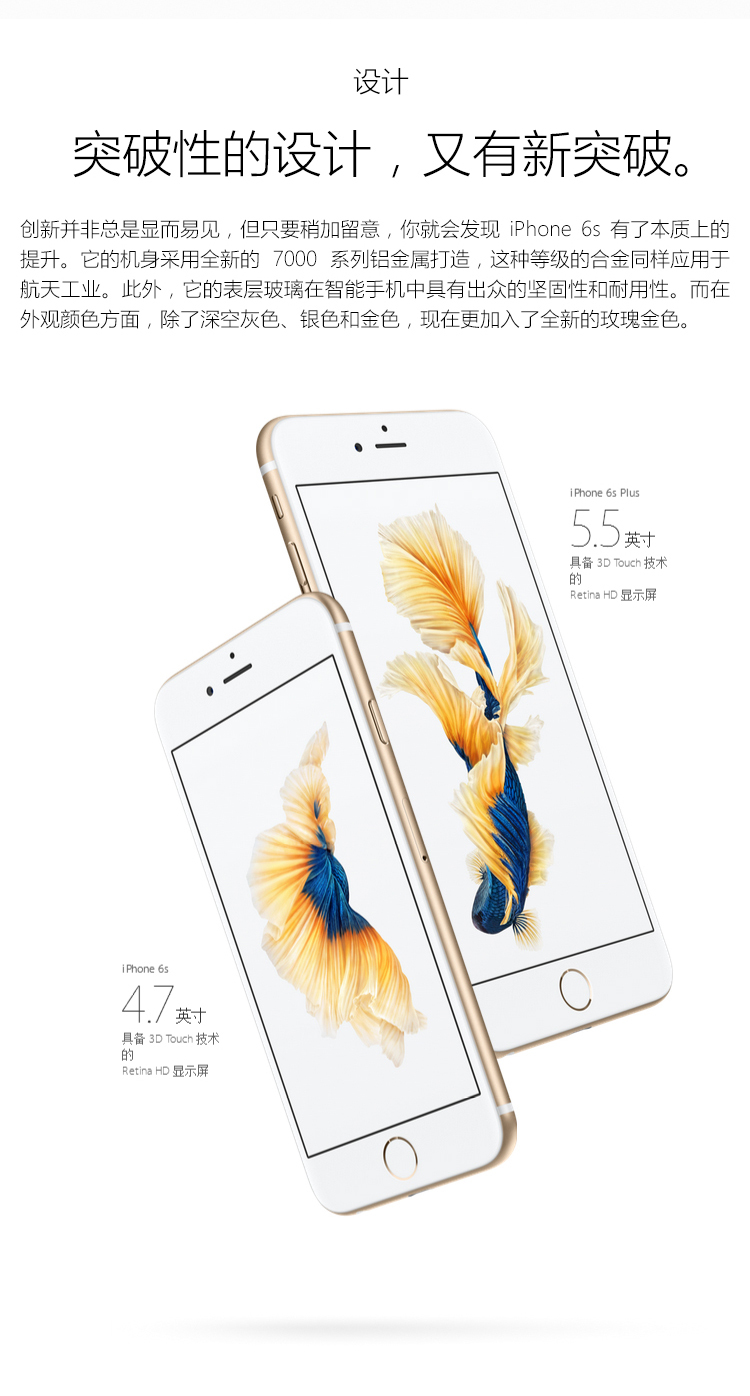 设计
突破性的设计，又有新突破。
创新并非总是显而易见，但只要稍加留意，你就会发现 iPhone 6s 有了本质上的
提升。它的机身采用全新的 7000 系列铝金属打造，这种等级的合金同样应用于
航天工业。此外，它的表层玻璃在智能手机中具有出众的坚固性和耐用性。而在
外观颜色方面，除了深空灰色、银色和金色，现在更加入了全新的玫瑰金色。
iPhone 6s Plus
5.5 英寸
具备 3D Touch 技术
的
Retina HD 显示屏
iPhone 6s
4.7 英寸
具备 3D Touch 技术
的
Retina HD 显示屏